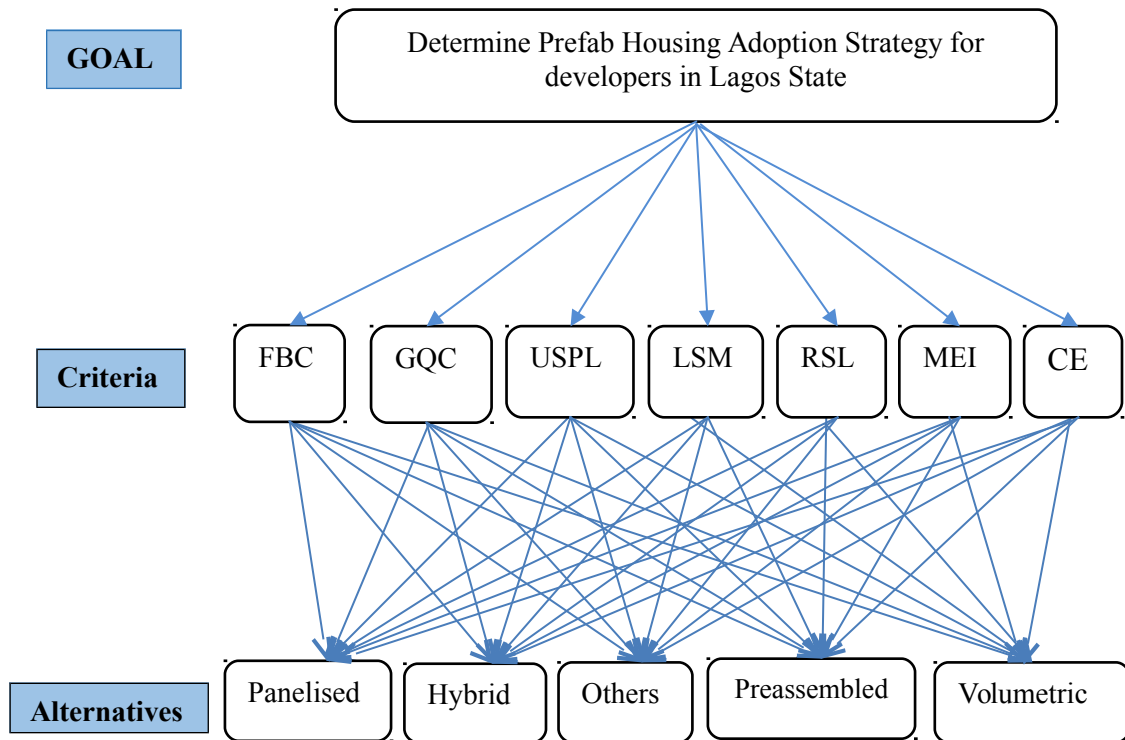 GOAL
Determine Prefab Housing Adoption Strategy for
developers in Lagos State
Criteria
FBC
GQC
USPL
LSM
RSL
MEI
CE
Alternatives
Panelised
Hybrid
Others
Preassembled
Volumetric